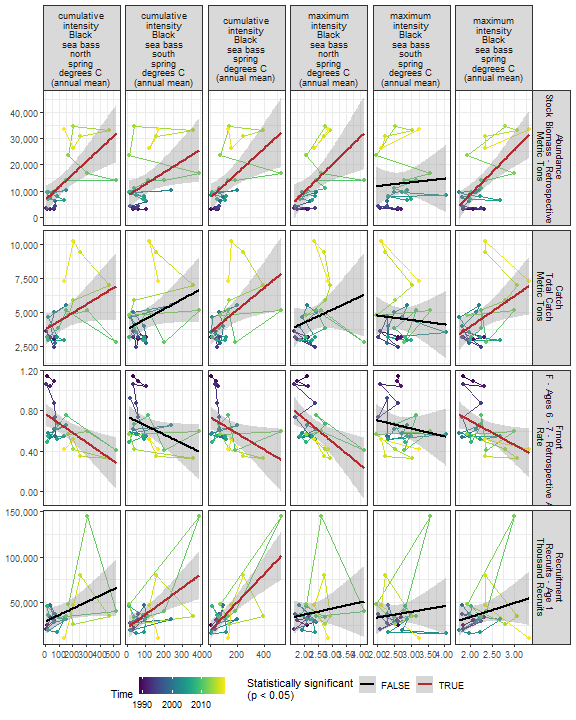 cumulative intensity Black sea bass north spring degrees C (annual mean)
cumulative intensity Black sea bass south spring degrees C (annual mean)
cumulative intensity Black sea bass spring degrees C (annual mean)
maximum intensity Black sea bass north spring degrees C (annual mean)
maximum intensity Black sea bass south spring degrees C (annual mean)
maximum intensity Black sea bass spring degrees C (annual mean)
40,000
30,000
20,000
10,000
0
Abundance
Stock Biomass - Retrospective
Metric Tons
10,000
7,500
5,000
2,500
Catch
Total Catch
Metric Tons
1.20
0.80
0.40
0.00
F - Ages 6 - 7 - Retrospective
Fmort
Rate
150,000
100,000
50,000
Recruitment
Recruits - Age 1
Thousand Recruits
0 100 200 300 400 500
0 100 200 300 400
0 200 400
2.00 2.50 3.00 3.50 4.00
2.00 2.50 3.00 3.50 4.00
2.00 2.50 3.00
Time
1990 2000 2010
Statistically significant
(p < 0.05)
FALSE TRUE